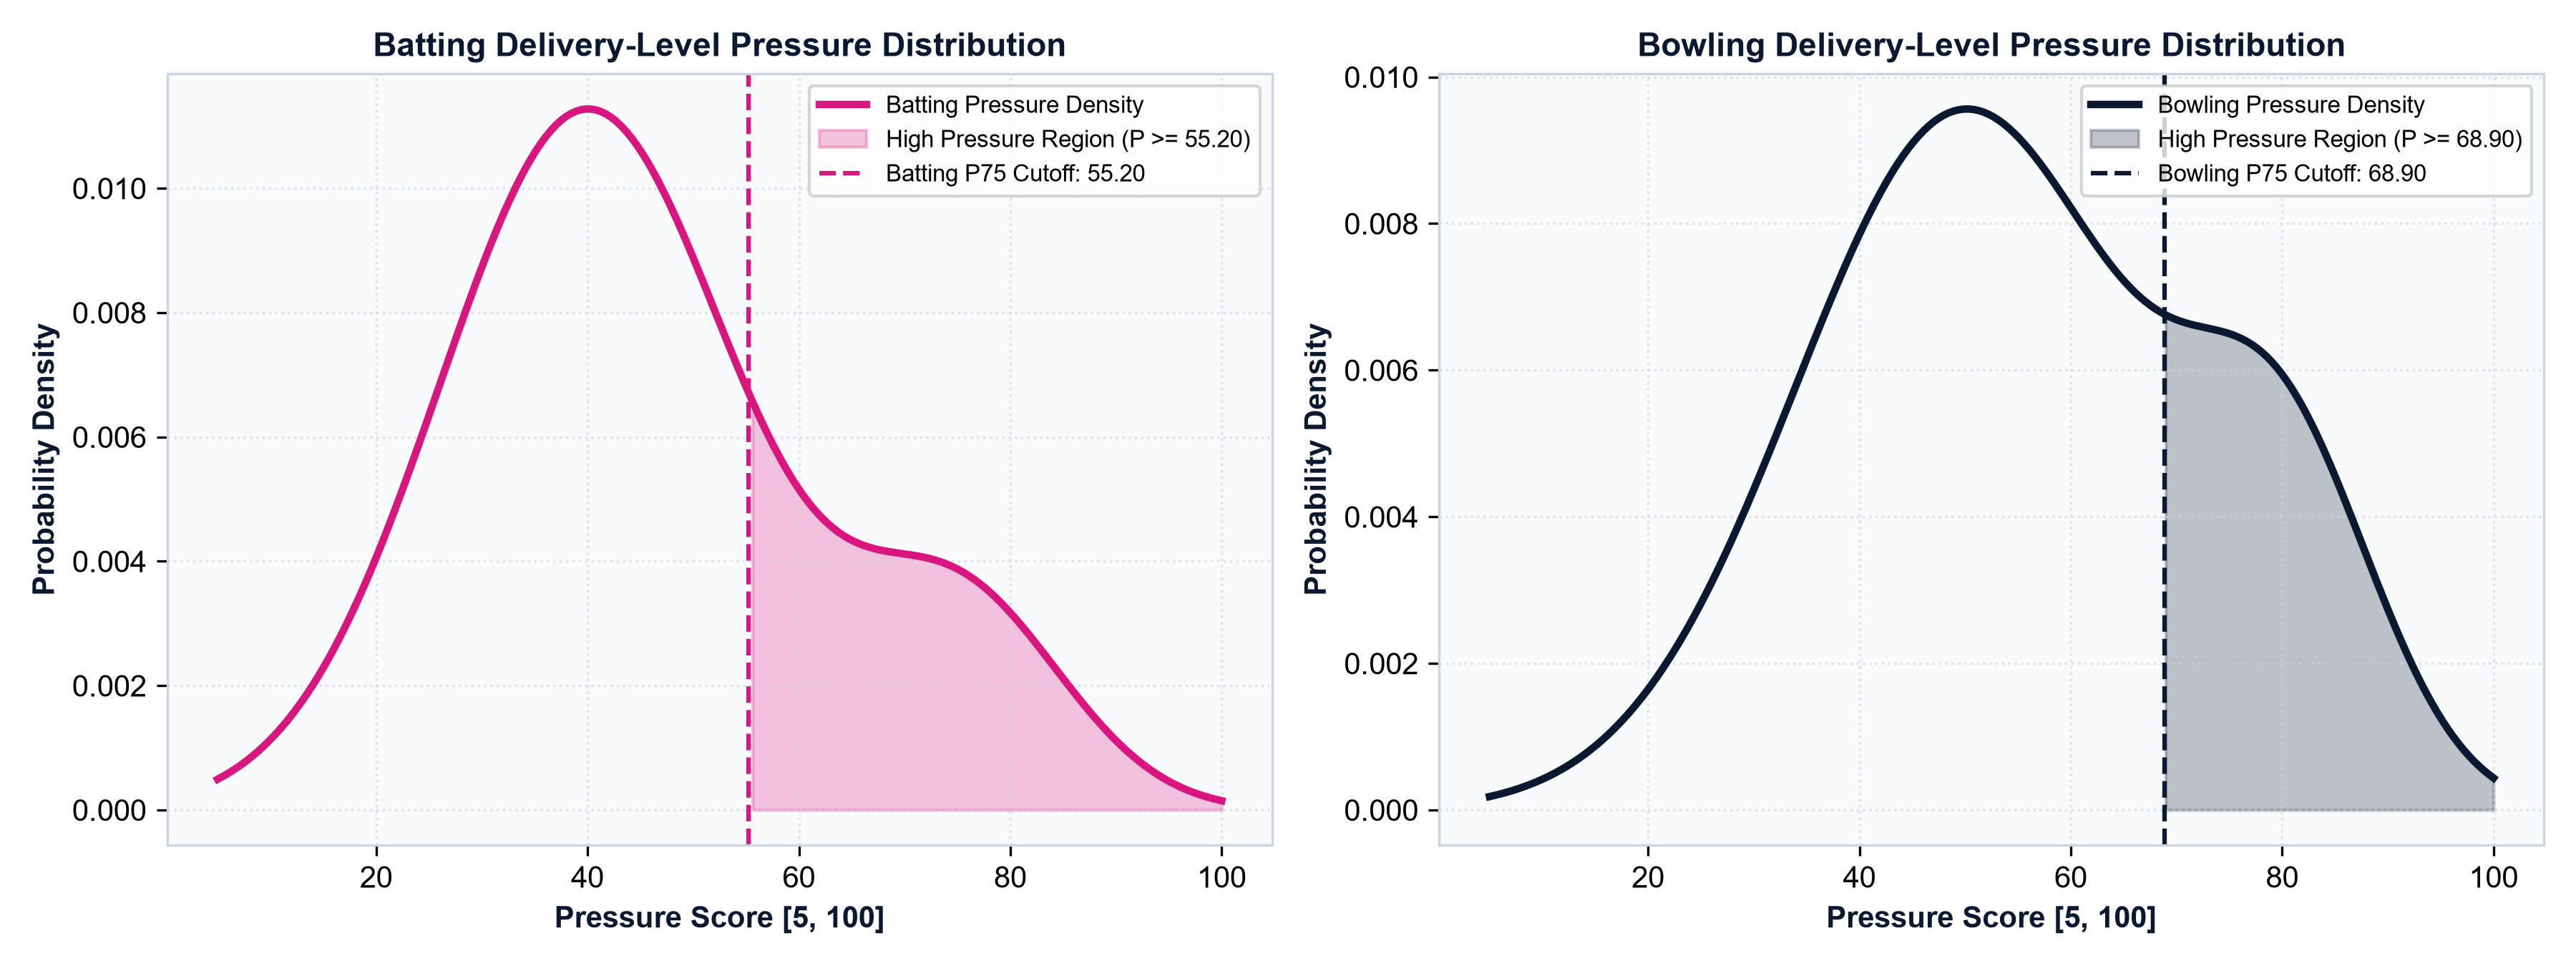 Batting Delivery-Level Pressure Distribution
Batting Pressure Density
High Pressure Region (P >= 55.20)
Batting P75 Cutoff: 55.20
Probability Density
0.010
0.008
0.006
0.004
0.002
0.000
20 40 60 80 100
Pressure Score [5, 100]
Bowling Delivery-Level Pressure Distribution
Bowling Pressure Density
High Pressure Region (P >= 68.90)
Bowling P75 Cutoff: 68.90
Probability Density
0.010
0.008
0.006
0.004
0.002
0.000
20 40 60 80 100
Pressure Score [5, 100]